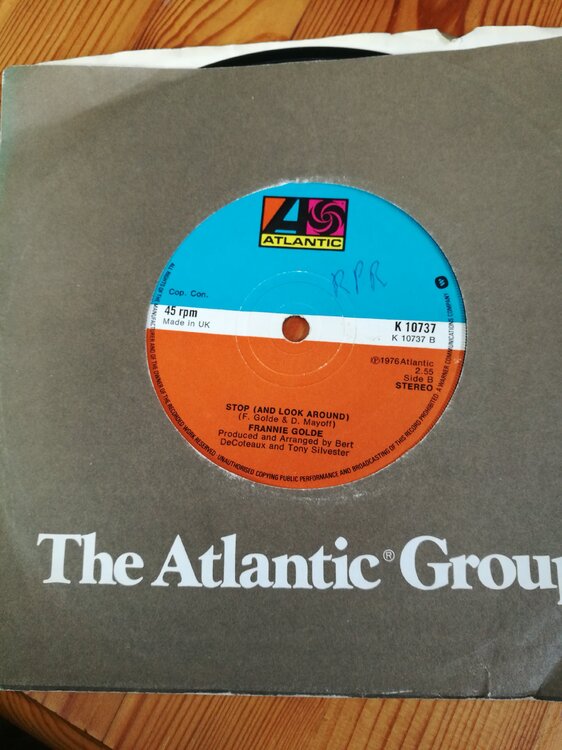 ATLANTIC
RPR
Cop. Con.
45 rpm
Made in UK
K 10737
K 10737 B
Ⓟ1976Atlantic
2.55
Side B
STEREO
STOP (AND LOOK AROUND)
(F. Golde & D. Mayoff)
FRANNIE GOLDE
Produced and Arranged by Bert
DeCoteaux and Tony Silvester
ALL RIGHTS OF THE MANUFACTURER AND OF THE OWNER OF THE RECORDED WORK RESERVED. UNAUTHORISED COPYING PUBLIC PERFORMANCE AND BROADCASTING OF THIS RECORD PROHIBITED. A WARNER COMMUNICATIONS COMPANY
The Atlantic® Group